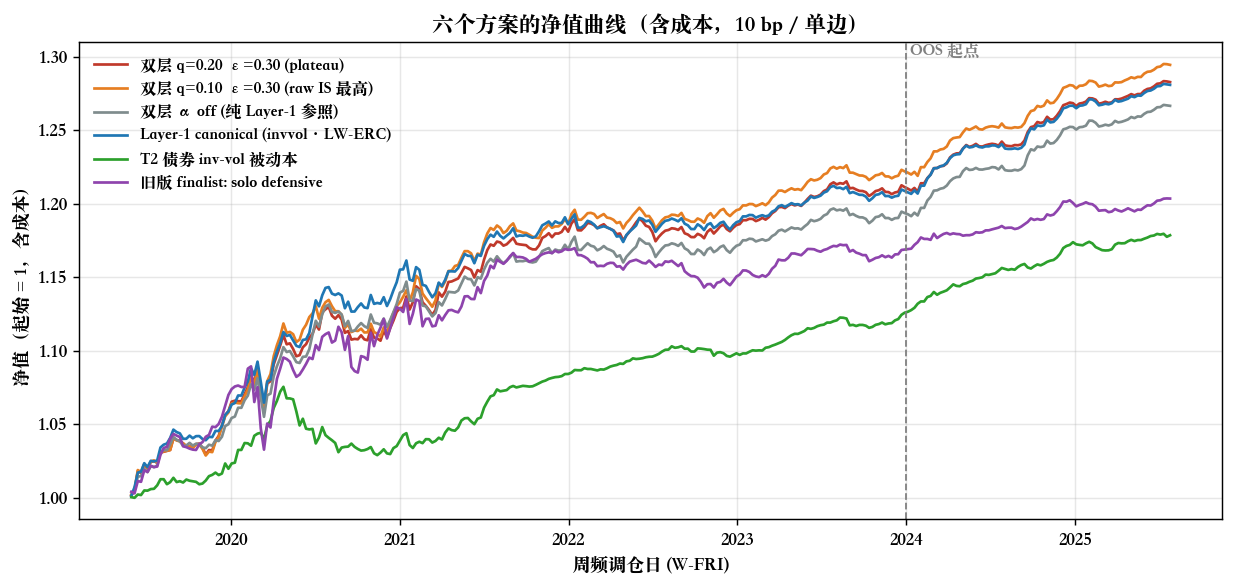 六个方案的净值曲线（含成本，10 bp / 单边）
OOS 起点
双层 q=0.20 ε =0.30 (plateau)
双层 q=0.10 ε =0.30 (raw IS 最高)
双层 α off (纯 Layer-1 参照)
Layer-1 canonical (invvol · LW-ERC)
T2 债券 inv-vol 被动本
旧版 finalist: solo defensive
净值（起始 = 1，含成本）
1.30
1.25
1.20
1.15
1.10
1.05
1.00
2020 2021 2022 2023 2024 2025
周频调仓日 (W-FRI)